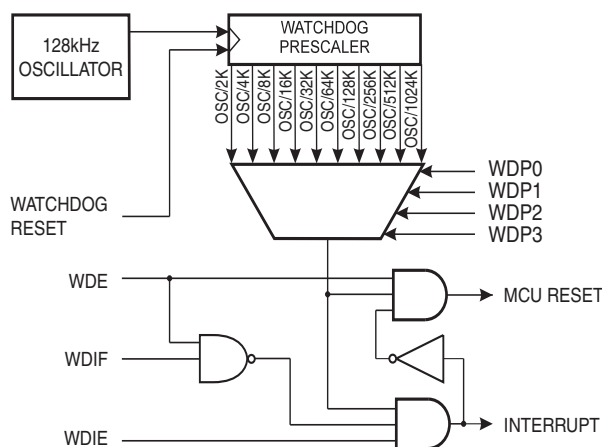 128kHz
OSCILLATOR
WATCHDOG
PRESCALER
OSC/2K
OSC/4K
OSC/8K
OSC/16K
OSC/32K
OSC/64K
OSC/128K
OSC/256K
OSC/512K
OSC/1024K
WDP0
WDP1
WDP2
WDP3
WATCHDOG
RESET
WDE
MCU RESET
WDIF
INTERRUPT
WDIE